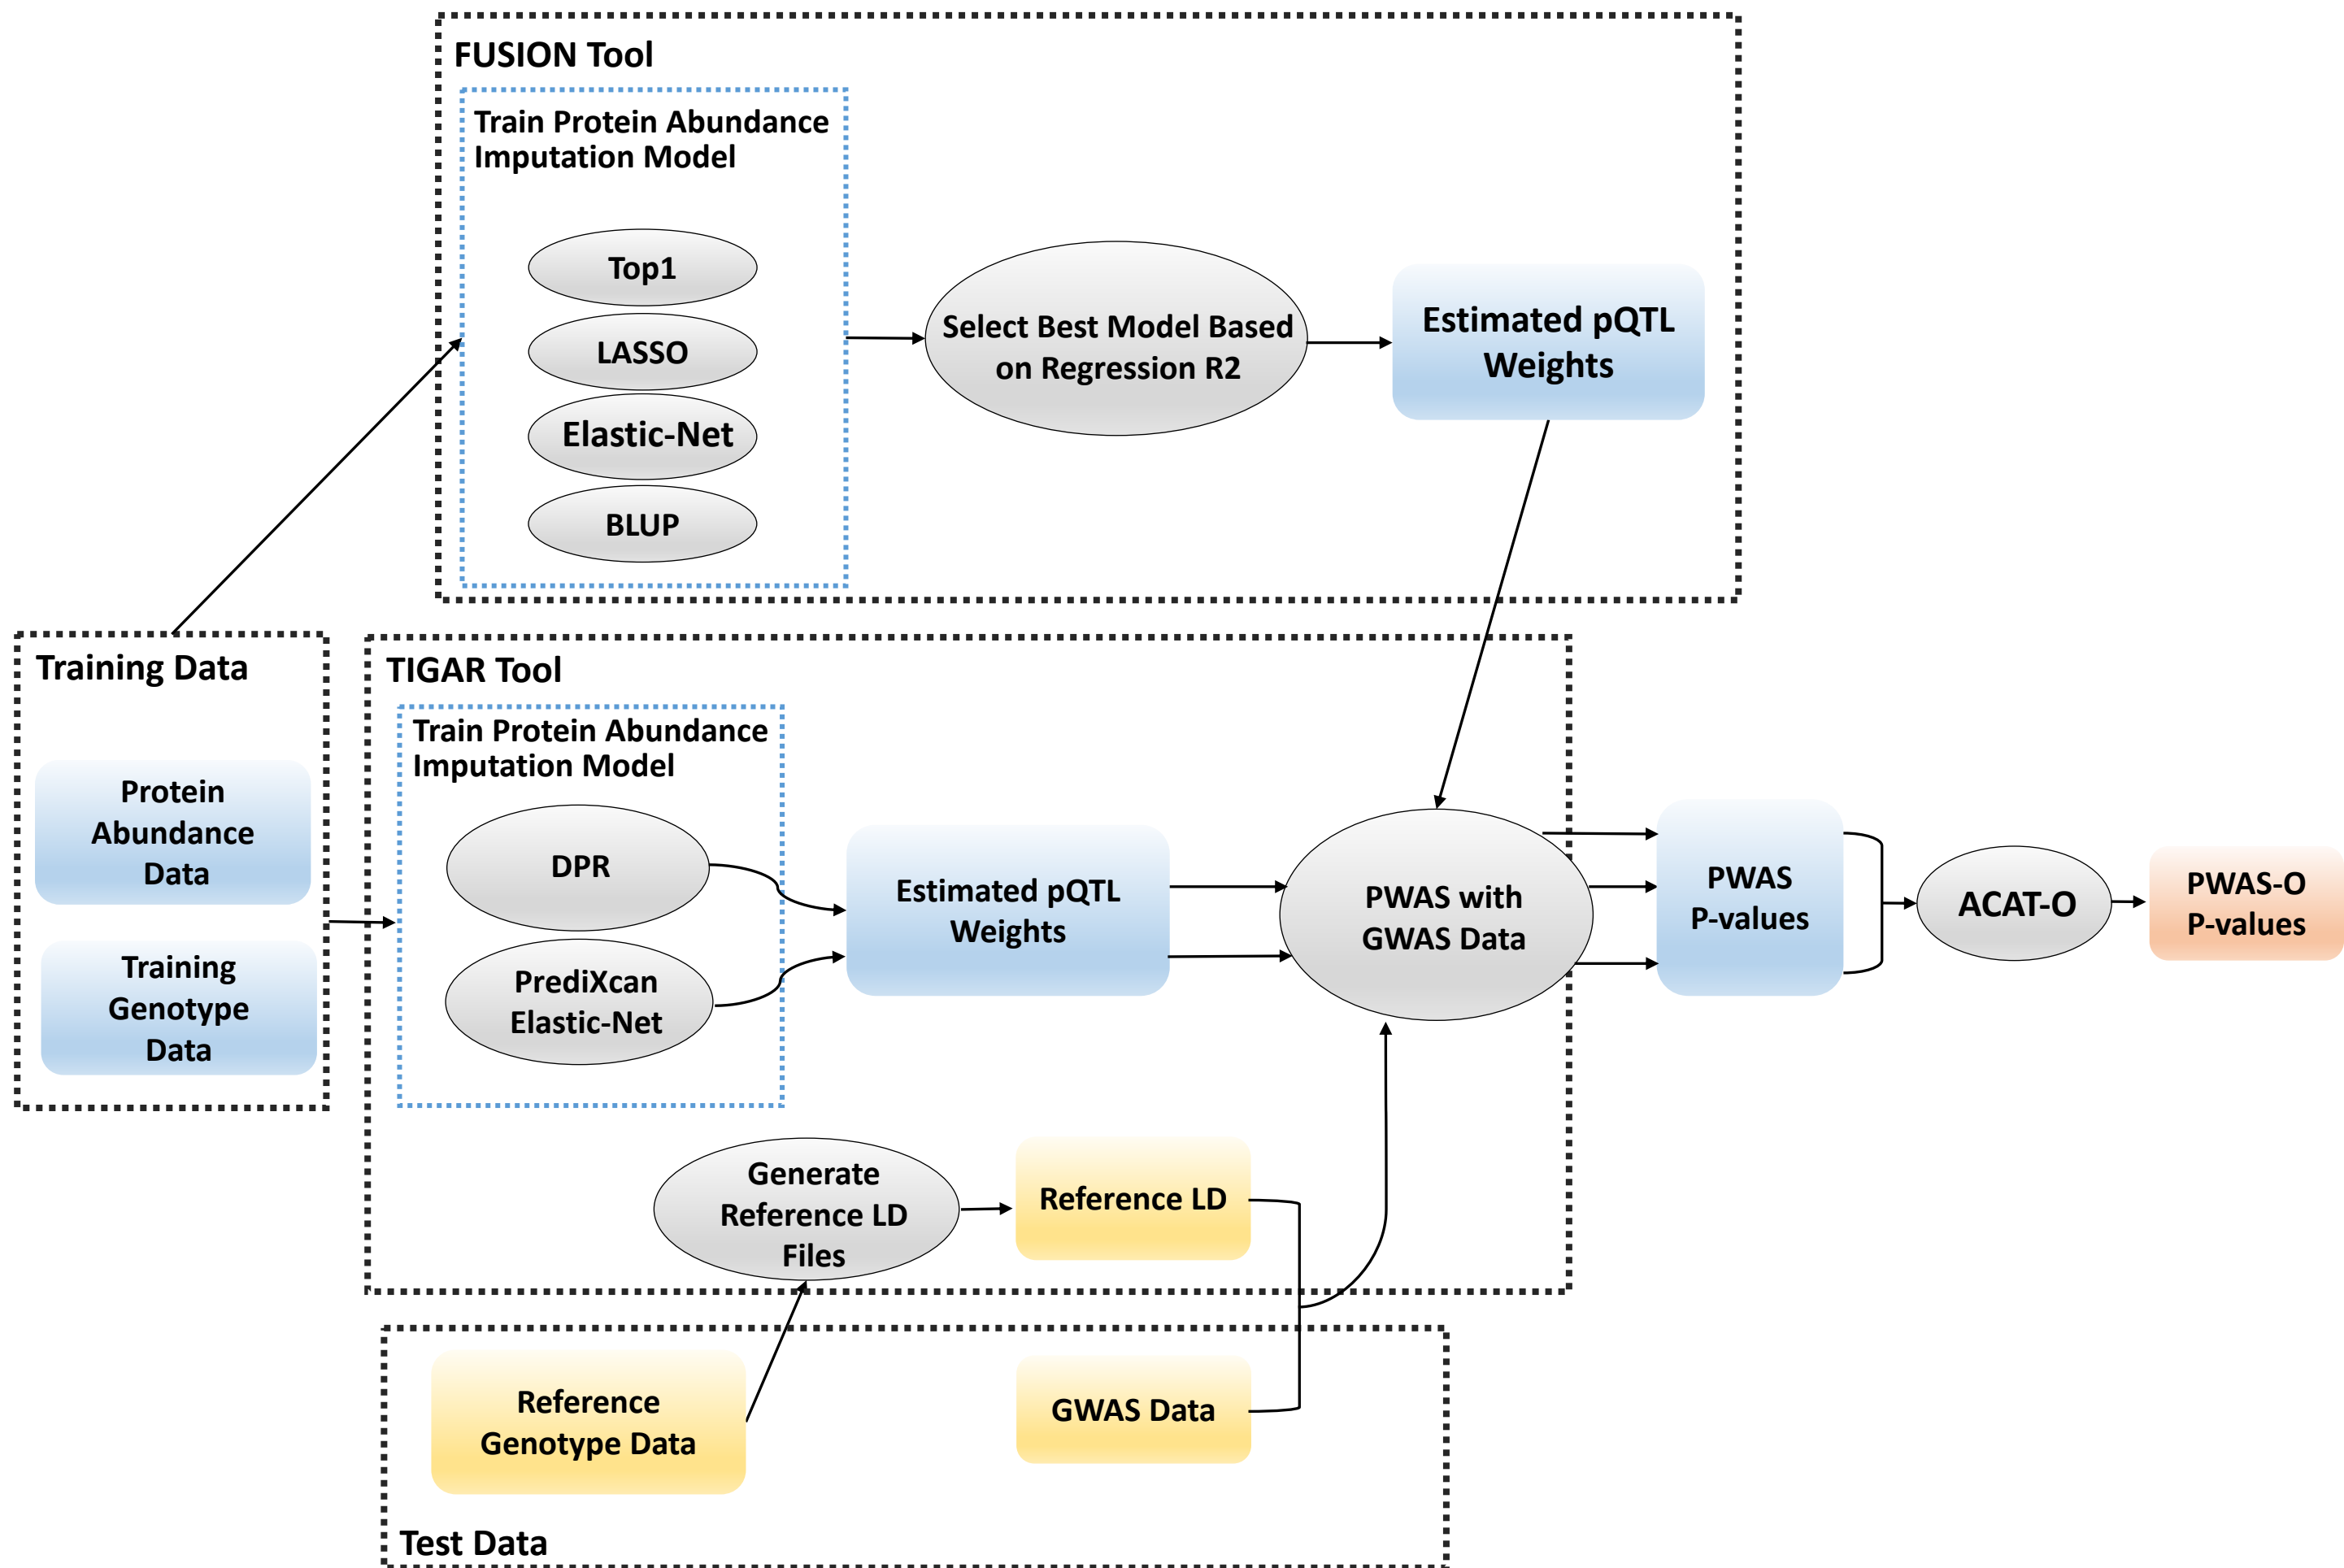 FUSION Tool
Train Protein Abundance
Imputation Model
Top1
LASSO
Elastic-Net
BLUP
Select Best Model Based
on Regression R2
Estimated pQTL
Weights
Training Data
Protein
Abundance
Data
Training
Genotype
Data
TIGAR Tool
Train Protein Abundance
Imputation Model
DPR
PrediXcan
Elastic-Net
Estimated pQTL
Weights
PWAS with
GWAS Data
PWAS
P-values
ACAT-O
PWAS-O
P-values
Generate
Reference LD
Files
Reference LD
Reference
Genotype Data
GWAS Data
Test Data